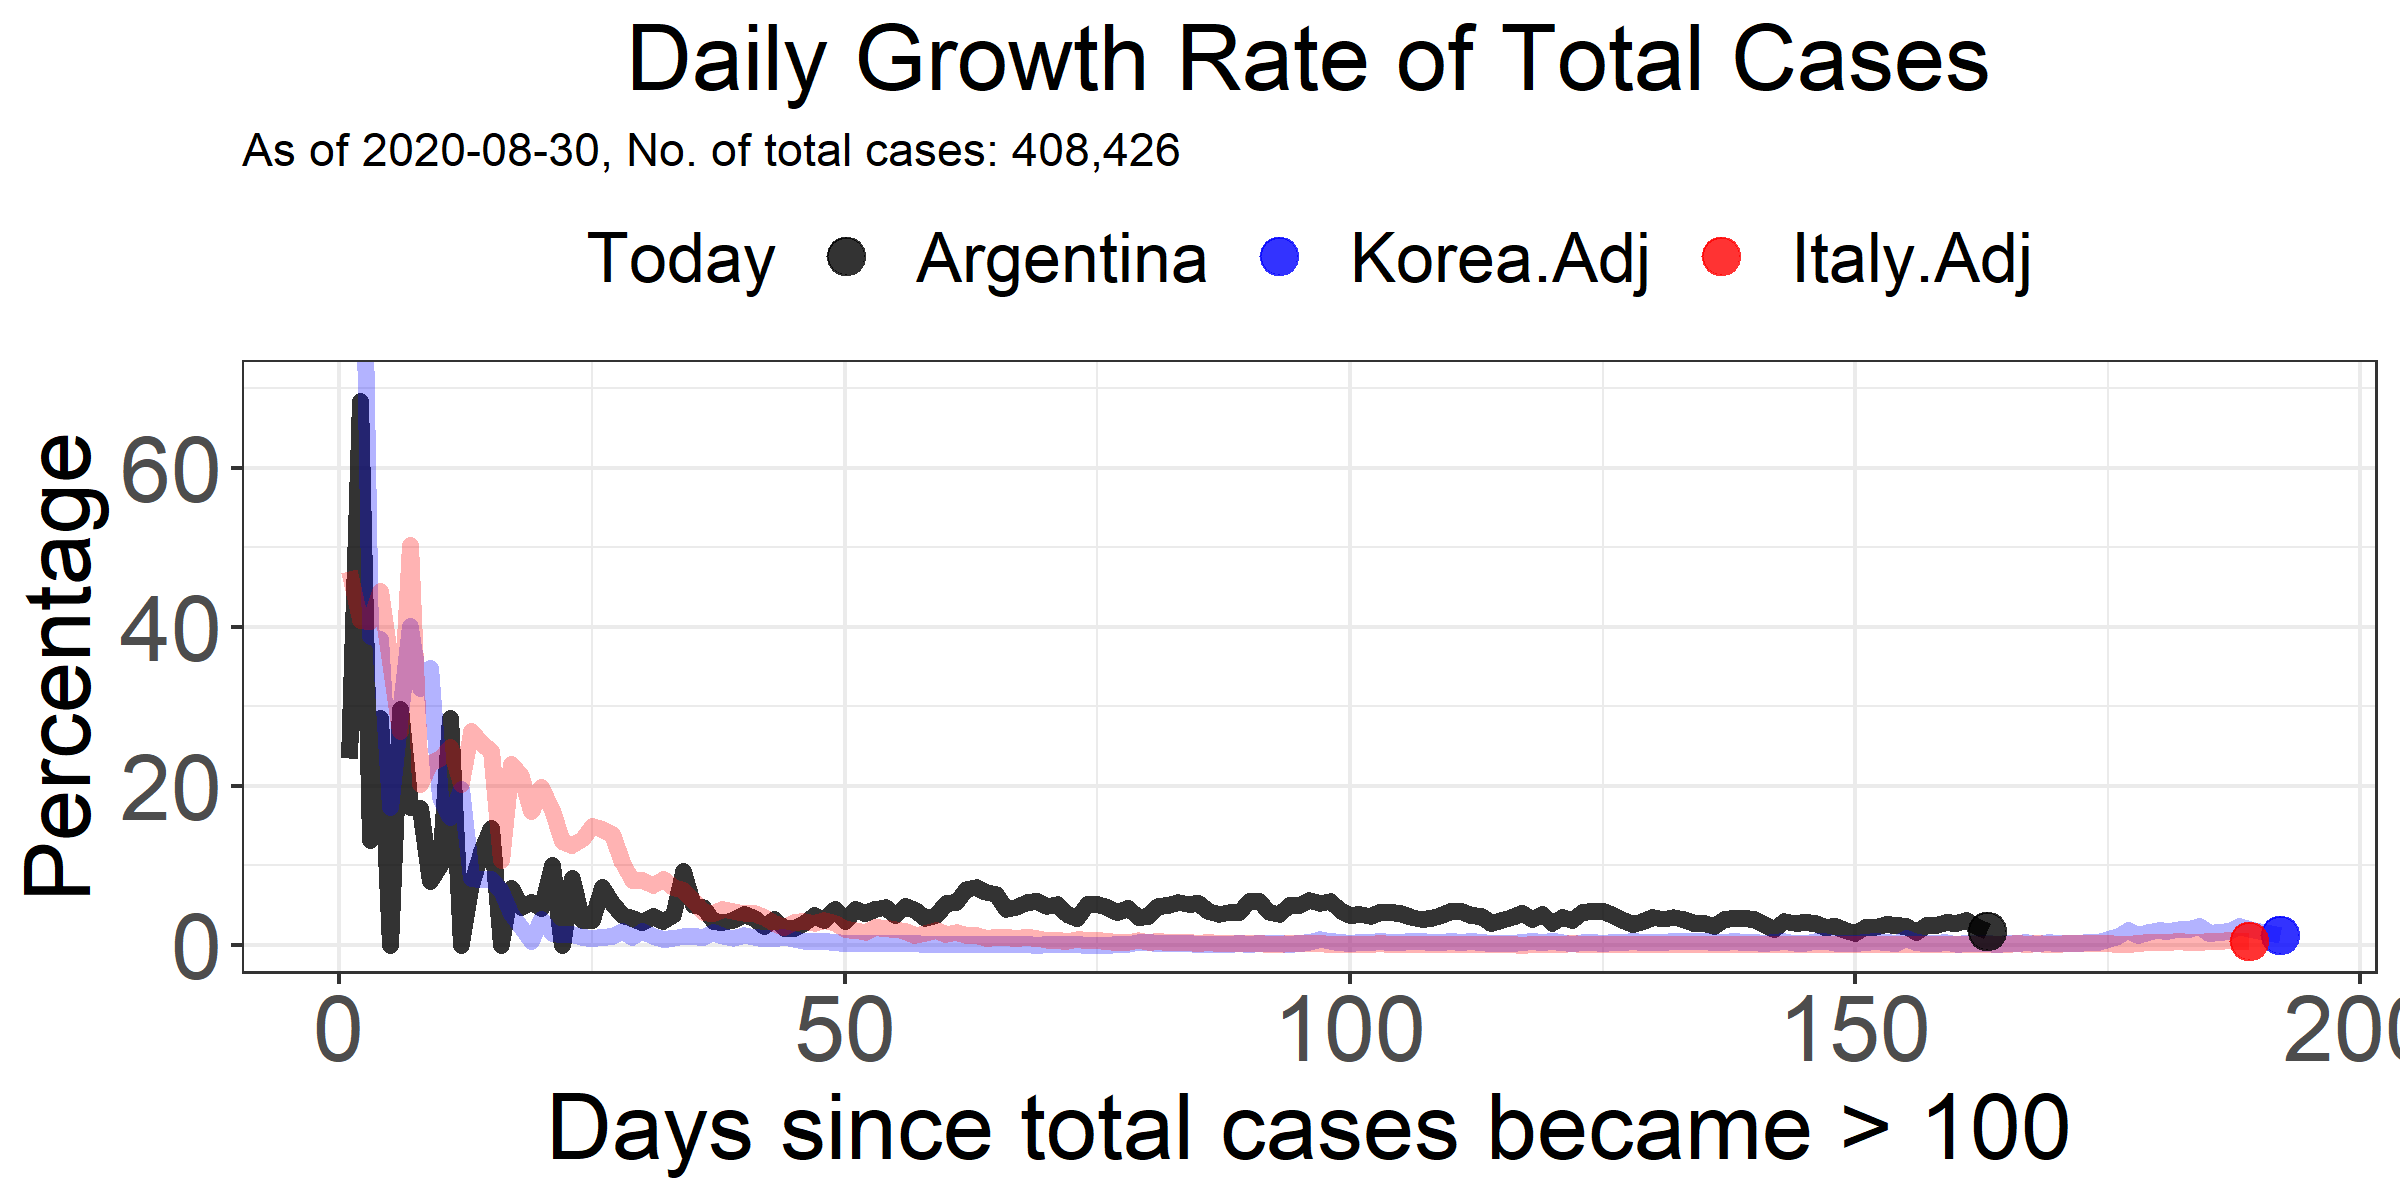 Daily Growth Rate of Total Cases
As of 2020-08-30, No. of total cases: 408,426
Today Argentina Korea.Adj Italy.Adj
Percentage
60
40
20
0
0 50 100 150 200
Days since total cases became > 100